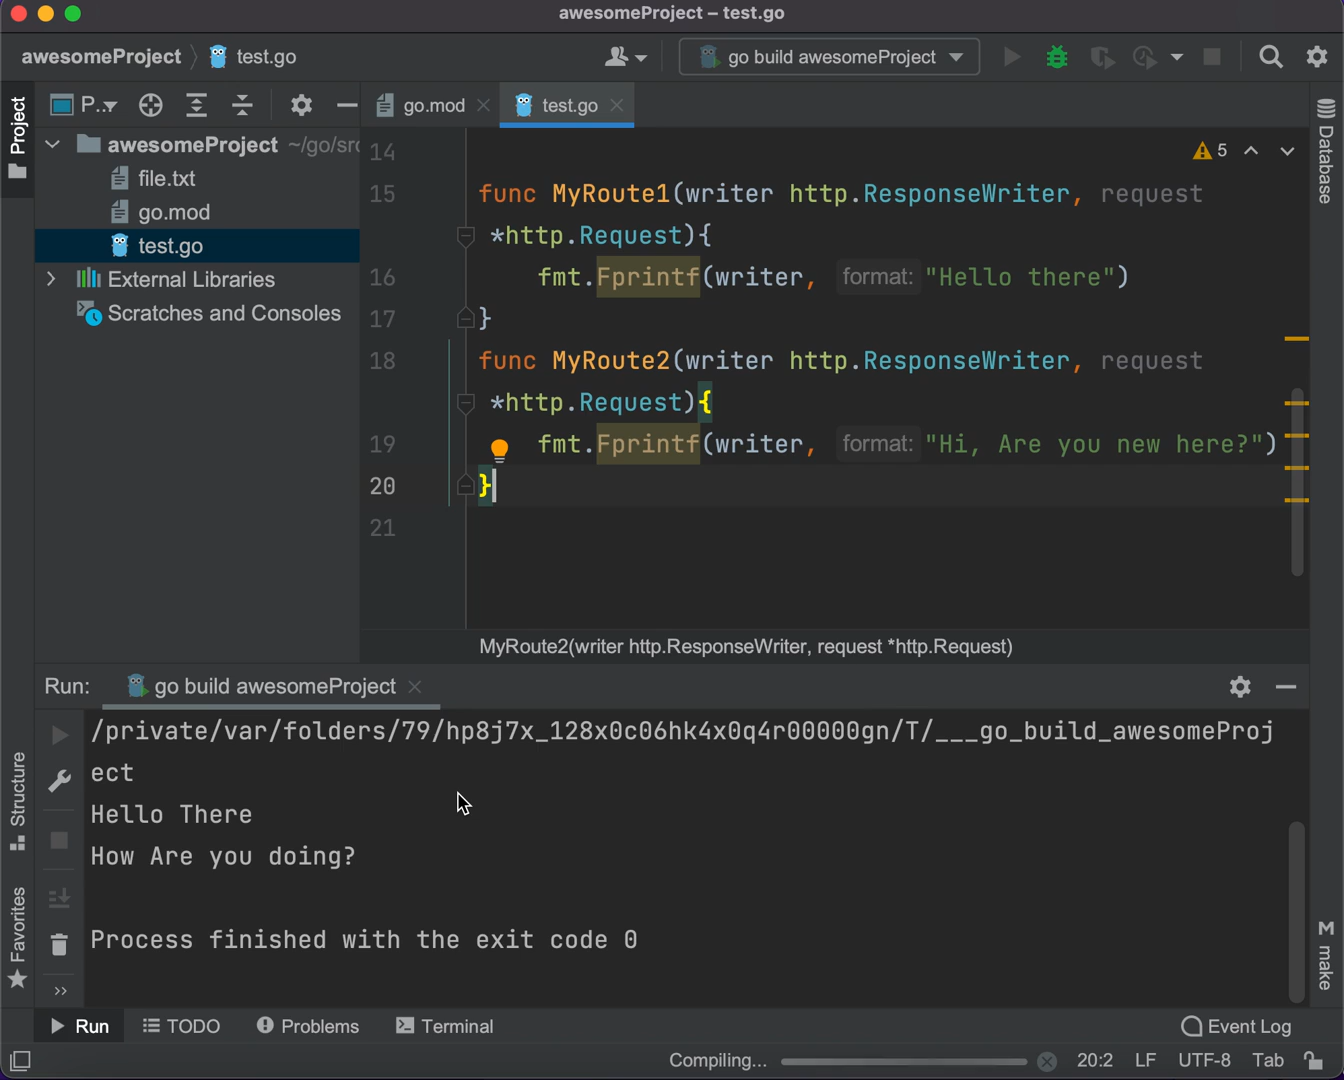 awesomeProject – test.go
awesomeProject test.go
go build awesomeProject
Project
P..
go.mod
test.go
awesomeProject ~/go/src
file.txt
go.mod
test.go
External Libraries
Scratches and Consoles
14
5
15 func MyRoute1(writer http.ResponseWriter, request
*http.Request){
16 fmt.Fprintf(writer, format: "Hello there")
17 }
18 func MyRoute2(writer http.ResponseWriter, request
*http.Request){
19 fmt.Fprintf(writer, format: "Hi, Are you new here?")
20 }
21
MyRoute2(writer http.ResponseWriter, request *http.Request)
Database
Run: go build awesomeProject
/private/var/folders/79/hp8j7x_128x0c06hk4x0q4r00000gn/T/___go_build_awesomeProj
ect
Hello There
How Are you doing?
Process finished with the exit code 0
Structure
Favorites
M make
Run TODO Problems Terminal Event Log
Compiling... 20:2 LF UTF-8 Tab